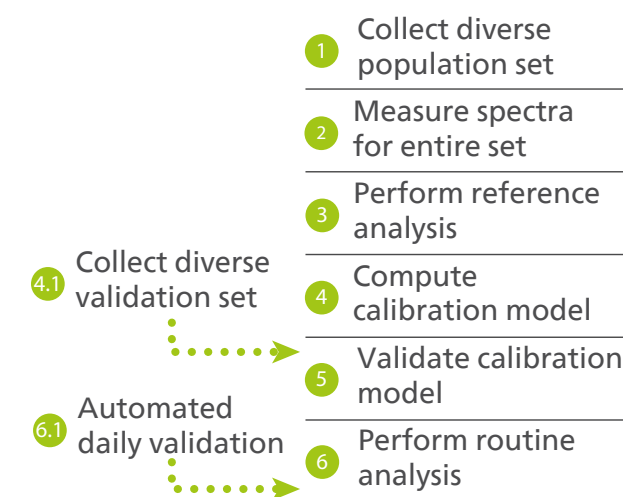 1
Collect diverse
population set
2
Measure spectra
for entire set
3
Perform reference
analysis
4.1
Collect diverse
validation set
4
Compute
calibration model
5
Validate calibration
model
6.1
Automated
daily validation
6
Perform routine
analysis